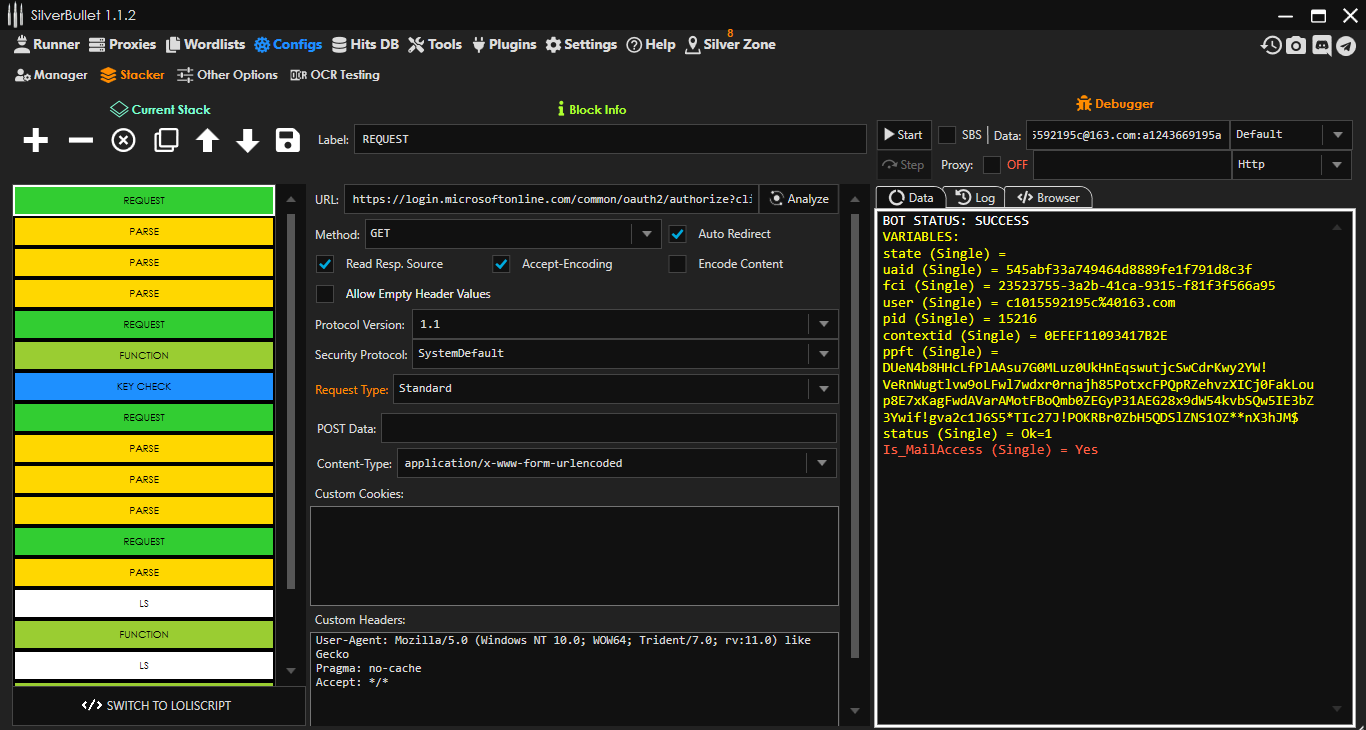 SilverBullet 1.1.2
8
Runner Proxies Wordlists Configs Hits DB Tools Plugins Settings Help Silver Zone
Manager Stacker Other Options OCR OCR Testing
Current Stack
Block Info
Debugger
Label: REQUEST
Start SBS Data: 5592195c@163.com:a1243669195a Default
Step Proxy: OFF Http
Data Log Browser
REQUEST
PARSE
PARSE
PARSE
REQUEST
FUNCTION
KEY CHECK
REQUEST
PARSE
PARSE
PARSE
REQUEST
PARSE
LS
FUNCTION
LS
SWITCH TO LOLISCRIPT
URL: https://login.microsoftonline.com/common/oauth2/authorize?cli Analyze
Method: GET Auto Redirect
Read Resp. Source Accept-Encoding Encode Content
Allow Empty Header Values
Protocol Version: 1.1
Security Protocol: SystemDefault
Request Type: Standard
POST Data:
Content-Type: application/x-www-form-urlencoded
Custom Cookies:
Custom Headers:
User-Agent: Mozilla/5.0 (Windows NT 10.0; WOW64; Trident/7.0; rv:11.0) like
Gecko
Pragma: no-cache
Accept: */*
BOT STATUS: SUCCESS
VARIABLES:
state (Single) =
uaid (Single) = 545abf33a749464d8889fe1f791d8c3f
fci (Single) = 23523755-3a2b-41ca-9315-f81f3f566a95
user (Single) = c1015592195c%40163.com
pid (Single) = 15216
contextid (Single) = 0EFEF11093417B2E
ppft (Single) =
DUeN4b8HHcLfPlAAsu7G0MLuz0UkHnEqswutjcSwCdrKwy2YW!
VeRnWugtlvw9oLFwl7wdxr0rnajh85PotxcFPQpRZehvzXICj0FakLou
p8E7xKagFwdAVarAMotFBoQmb0ZEGyP31AEG28x9dW54kvbSQw5IE3bZ
3Ywif!gva2c1J6S5*TIc27J!POKRBr0ZbH5QDSlZNS1OZ**nX3hJM$
status (Single) = Ok=1
Is_MailAccess (Single) = Yes